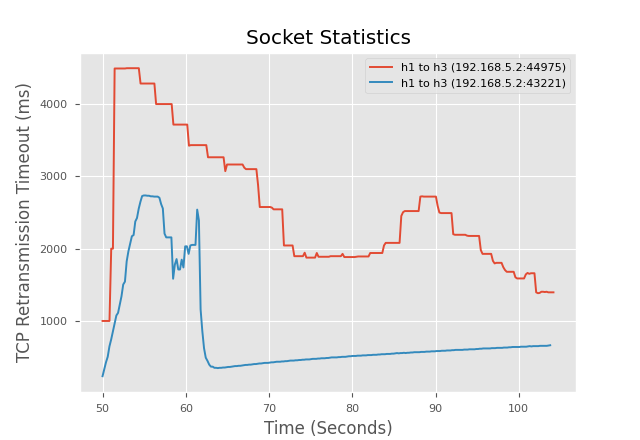 Socket Statistics
h1 to h3 (192.168.5.2:44975)
h1 to h3 (192.168.5.2:43221)
TCP Retransmission Timeout (ms)
4000
3000
2000
1000
50 60 70 80 90 100
Time (Seconds)